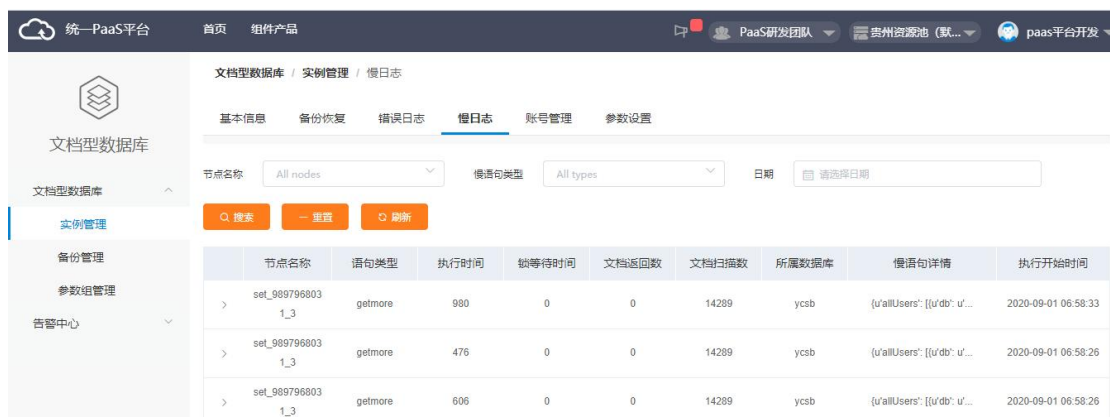 统一PaaS平台 首页 组件产品 PaaS研发团队 贵州资源池（默... paas平台开发
文档型数据库 / 实例管理 / 慢日志
基本信息 备份恢复 错误日志 慢日志 账号管理 参数设置
文档型数据库
节点名称 All nodes 慢语句类型 All types 日期 请选择日期
文档型数据库
搜索 重置 刷新
实例管理
备份管理
参数组管理
告警中心
节点名称 语句类型 执行时间 锁等待时间 文档返回数 文档扫描数 所属数据库 慢语句详情 执行开始时间
set_989796803
1_3 getmore 980 0 0 14289 ycsb {u'allUsers': [{u'db': u'... 2020-09-01 06:58:33
set_989796803
1_3 getmore 476 0 0 14289 ycsb {u'allUsers': [{u'db': u'... 2020-09-01 06:58:26
set_989796803
1_3 getmore 606 0 0 14289 ycsb {u'allUsers': [{u'db': u'... 2020-09-01 06:58:26